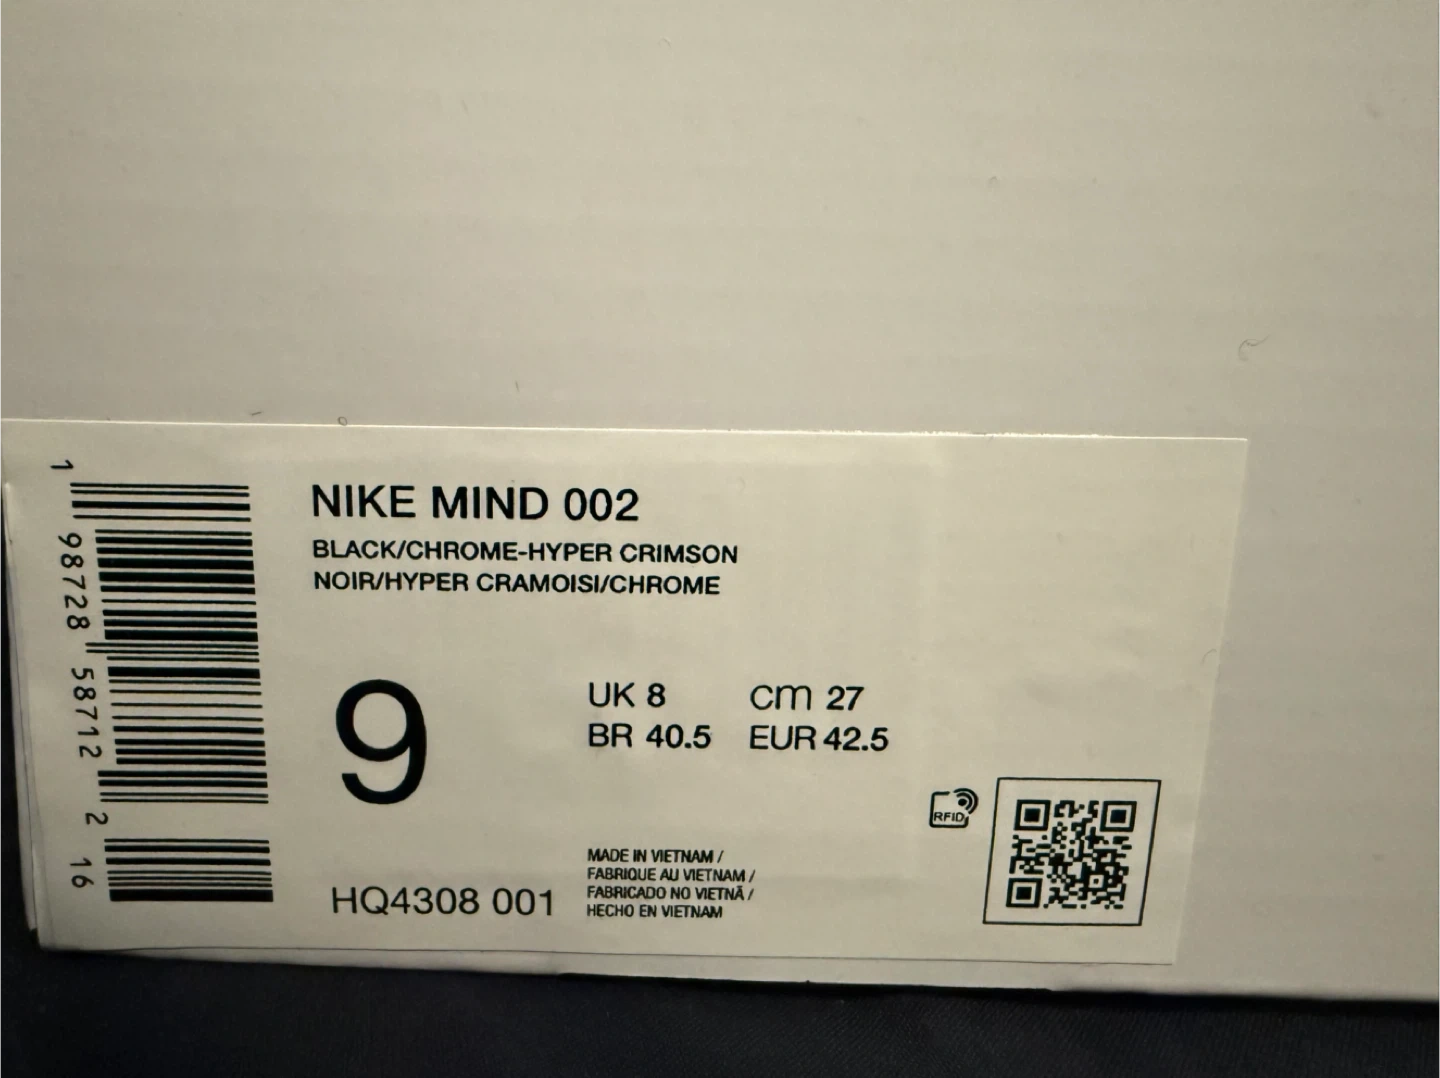 NIKE MIND 002
BLACK/CHROME-HYPER CRIMSON
NOIR/HYPER CRAMOISI/CHROME
9
UK 8
cm 27
BR 40.5
EUR 42.5
RFID
HQ4308 001
MADE IN VIETNAM /
FABRIQUE AU VIETNAM /
FABRICADO NO VIETNÃ /
HECHO EN VIETNAM
1 98728 58712 2 16